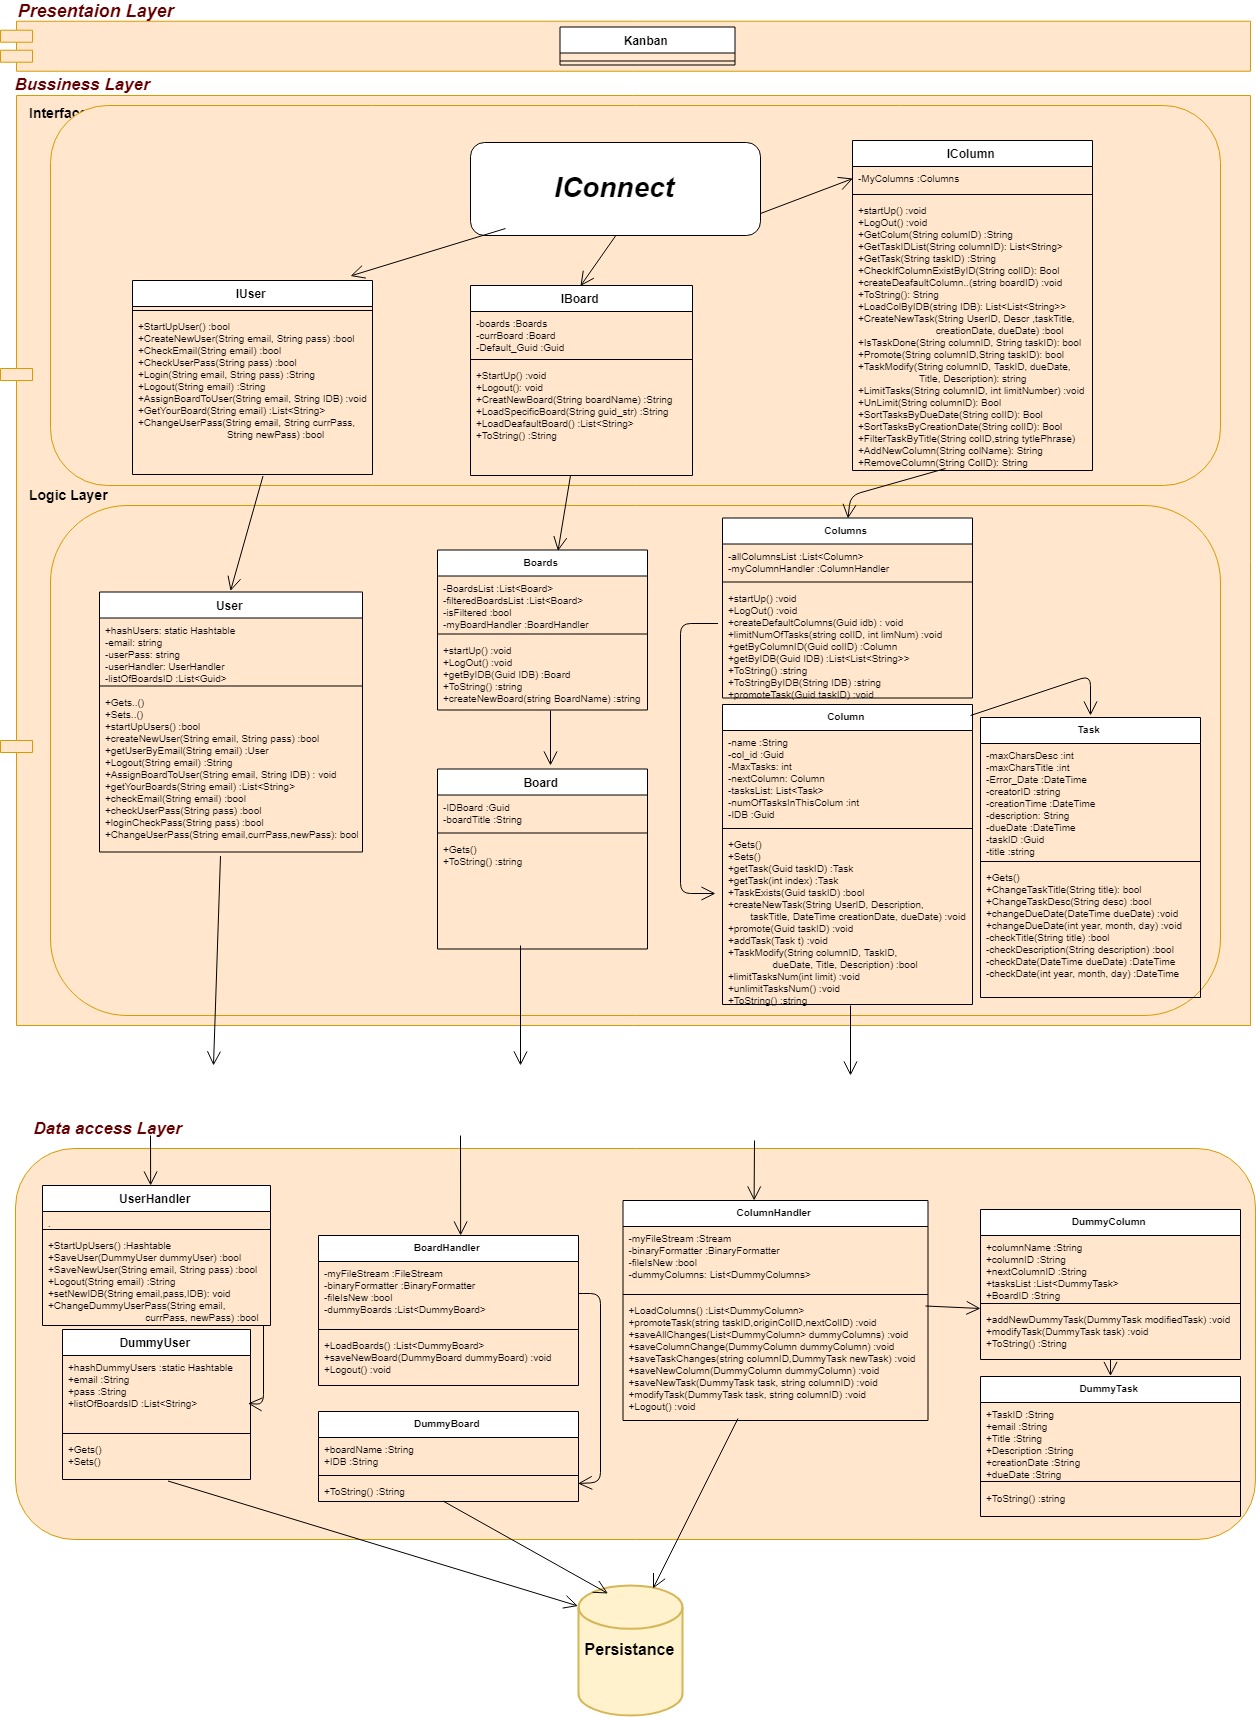 Presentaion Layer
Kanban
Bussiness Layer
Interfac
IConnect
IColumn
-MyColumns :Columns
+startUp() :void
+LogOut() :void
+GetColum(String columID) :String
+GetTaskIDList(String columnID): List<String>
+GetTask(String taskID) :String
+CheckIfColumnExistByID(String colID): Bool
+createDeafaultColumn..(string boardID) :void
+ToString(): String
+LoadColByIDB(string IDB): List<List<String>>
+CreateNewTask(String UserID, Descr ,taskTitle,
creationDate, dueDate) :bool
+IsTaskDone(String columnID, String taskID): bool
+Promote(String columnID,String taskID): bool
+TaskModify(String columnID, TaskID, dueDate,
Title, Description): string
+LimitTasks(String columnID, int limitNumber) :void
+UnLimit(String columnID): Bool
+SortTasksByDueDate(String colID): Bool
+SortTasksByCreationDate(String colID): Bool
+FilterTaskByTitle(String colID,string tytlePhrase)
+AddNewColumn(String colName): String
+RemoveColumn(String ColID): String
IUser
+StartUpUser() :bool
+CreateNewUser(String email, String pass) :bool
+CheckEmail(String email) :bool
+CheckUserPass(String pass) :bool
+Login(String email, String pass) :String
+Logout(String email) :String
+AssignBoardToUser(String email, String IDB) :void
+GetYourBoard(String email) :List<String>
+ChangeUserPass(String email, String currPass,
String newPass) :bool
IBoard
-boards :Boards
-currBoard :Board
-Default_Guid :Guid
+StartUp() :void
+Logout(): void
+CreatNewBoard(String boardName) :String
+LoadSpecificBoard(String guid_str) :String
+LoadDeafaultBoard() :List<String>
+ToString() :String
Logic Layer
User
+hashUsers: static Hashtable
-email: string
-userPass: string
-userHandler: UserHandler
-listOfBoardsID :List<Guid>
+Gets..()
+Sets..()
+startUpUsers() :bool
+createNewUser(String email, String pass) :bool
+getUserByEmail(String email) :User
+Logout(String email) :String
+AssignBoardToUser(String email, String IDB) : void
+getYourBoards(String email) :List<String>
+checkEmail(String email) :bool
+checkUserPass(String pass) :bool
+loginCheckPass(String pass) :bool
+ChangeUserPass(String email,currPass,newPass): bool
Boards
-BoardsList :List<Board>
-filteredBoardsList :List<Board>
-isFiltered :bool
-myBoardHandler :BoardHandler
+startUp() :void
+LogOut() :void
+getByIDB(Guid IDB) :Board
+ToString() :string
+createNewBoard(string BoardName) :string
Board
-IDBoard :Guid
-boardTitle :String
+Gets()
+ToString() :string
Columns
-allColumnsList :List<Column>
-myColumnHandler :ColumnHandler
+startUp() :void
+LogOut() :void
+createDefaultColumns(Guid idb) : void
+limitNumOfTasks(string colID, int limNum) :void
+getByColumnID(Guid colID) :Column
+getByIDB(Guid IDB) :List<List<String>>
+ToString() :string
+ToStringByIDB(String IDB) :string
+promoteTask(Guid taskID) :void
Column
-name :String
-col_id :Guid
-MaxTasks: int
-nextColumn: Column
-tasksList: List<Task>
-numOfTasksInThisColum :int
-IDB :Guid
+Gets()
+Sets()
+getTask(Guid taskID) :Task
+getTask(int index) :Task
+TaskExists(Guid taskID) :bool
+createNewTask(String UserID, Description,
taskTitle, DateTime creationDate, dueDate) :void
+promote(Guid taskID) :void
+addTask(Task t) :void
+TaskModify(String columnID, TaskID,
dueDate, Title, Description) :bool
+limitTasksNum(int limit) :void
+unlimitTasksNum() :void
+ToString() :string
Task
-maxCharsDesc :int
-maxCharsTitle :int
-Error_Date :DateTime
-creatorID :string
-creationTime :DateTime
-description: String
-dueDate :DateTime
-taskID :Guid
-title :string
+Gets()
+ChangeTaskTitle(String title): bool
+ChangeTaskDesc(String desc) :bool
+changeDueDate(DateTime dueDate) :void
+changeDueDate(int year, month, day) :void
-checkTitle(String title) :bool
-checkDescription(String description) :bool
-checkDate(DateTime dueDate) :DateTime
-checkDate(int year, month, day) :DateTime
Data access Layer
UserHandler
.
+StartUpUsers() :Hashtable
+SaveUser(DummyUser dummyUser) :bool
+SaveNewUser(String email, String pass) :bool
+Logout(String email) :String
+setNewIDB(String email,pass,IDB): void
+ChangeDummyUserPass(String email,
currPass, newPass) :bool
DummyUser
+hashDummyUsers :static Hashtable
+email :String
+pass :String
+listOfBoardsID :List<String>
+Gets()
+Sets()
BoardHandler
-myFileStream :FileStream
-binaryFormatter :BinaryFormatter
-fileIsNew :bool
-dummyBoards :List<DummyBoard>
+LoadBoards() :List<DummyBoard>
+saveNewBoard(DummyBoard dummyBoard) :void
+Logout() :void
DummyBoard
+boardName :String
+IDB :String
+ToString() :String
ColumnHandler
-myFileStream :Stream
-binaryFormatter :BinaryFormatter
-fileIsNew :bool
-dummyColumns: List<DummyColumns>
+LoadColumns() :List<DummyColumn>
+promoteTask(string taskID,originColID,nextColID) :void
+saveAllChanges(List<DummyColumn> dummyColumns) :void
+saveColumnChange(DummyColumn dummyColumn) :void
+saveTaskChanges(string columnID,DummyTask newTask) :void
+saveNewColumn(DummyColumn dummyColumn) :void
+saveNewTask(DummyTask task, string columnID) :void
+modifyTask(DummyTask task, string columnID) :void
+Logout() :void
DummyColumn
+columnName :String
+columnID :String
+nextColumnID :String
+tasksList :List<DummyTask>
+BoardID :String
+addNewDummyTask(DummyTask modifiedTask) :void
+modifyTask(DummyTask task) :void
+ToString() :String
DummyTask
+TaskID :String
+email :String
+Title :String
+Description :String
+creationDate :String
+dueDate :String
+ToString() :string
Persistance